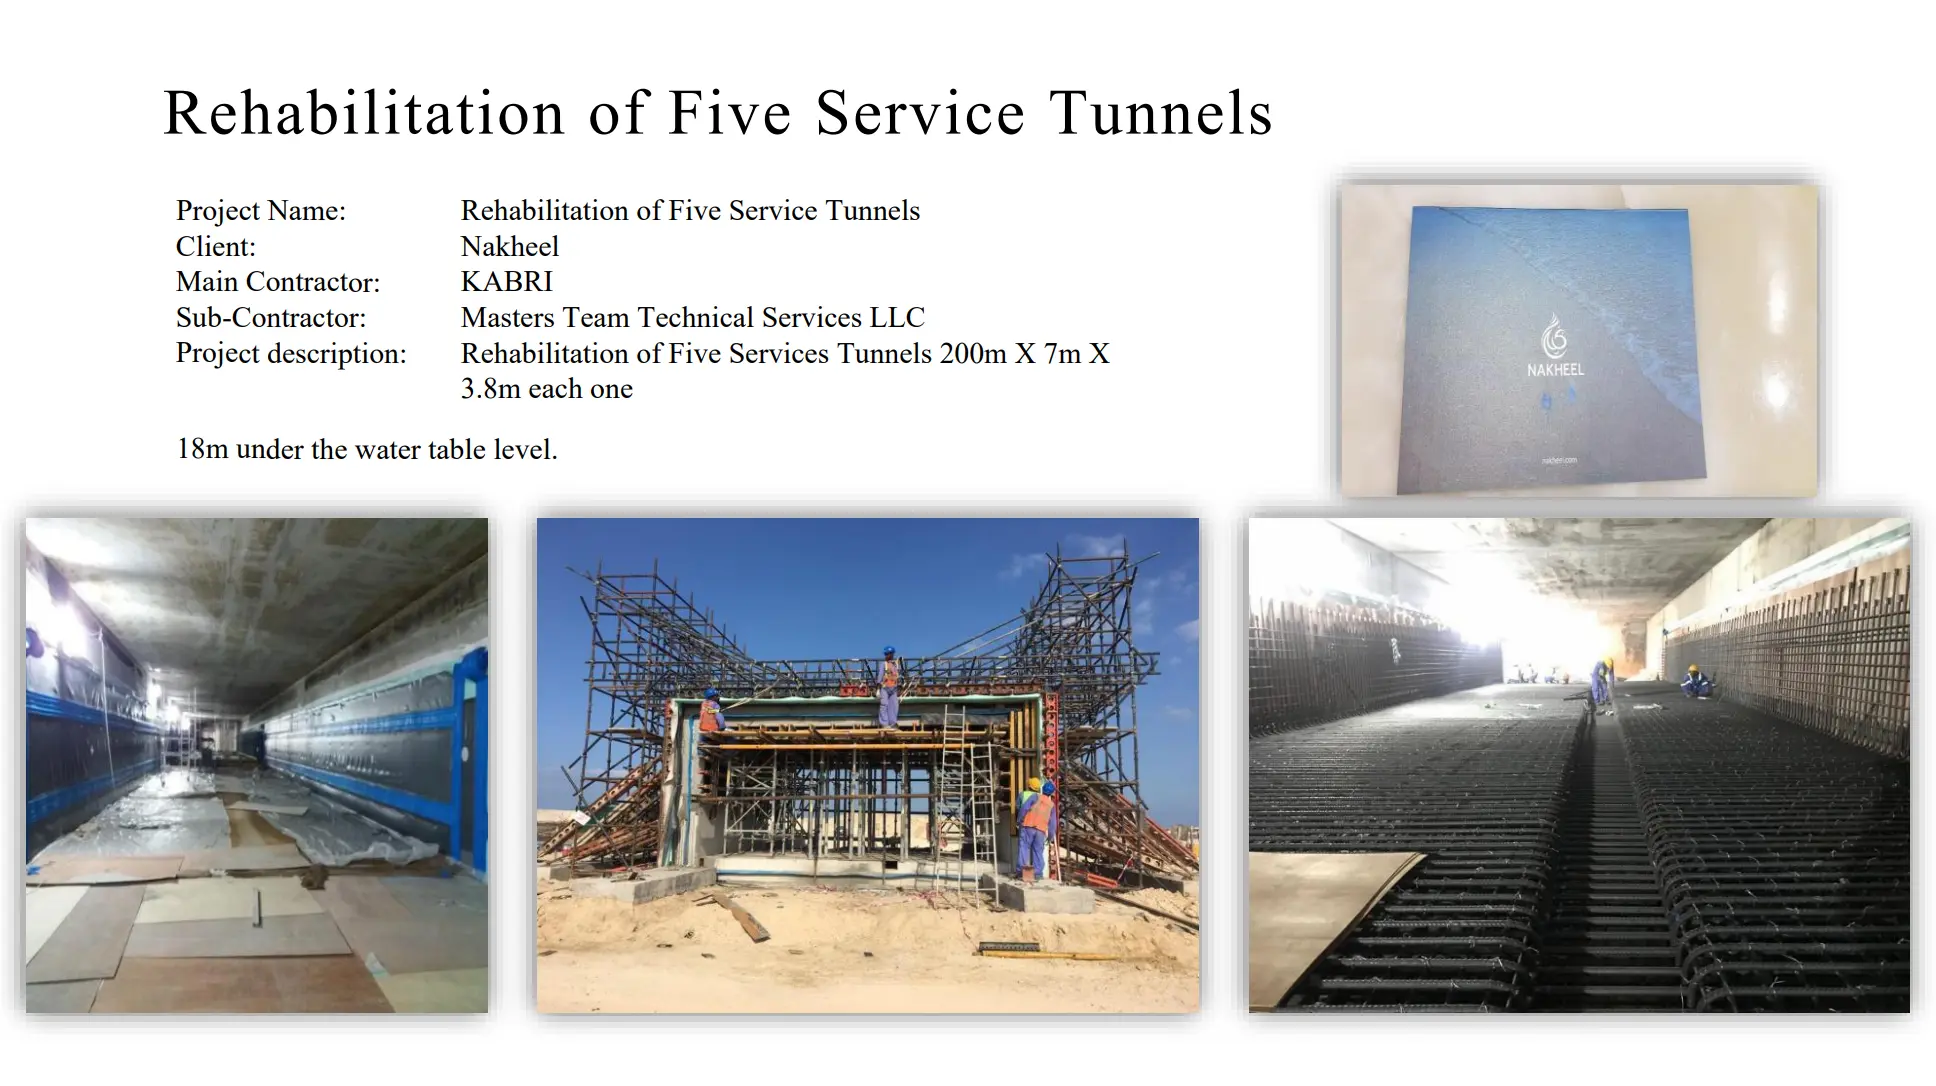 Rehabilitation of Five Service Tunnels
Project Name: Rehabilitation of Five Service Tunnels
Client: Nakheel
Main Contractor: KABRI
Sub-Contractor: Masters Team Technical Services LLC
Project description: Rehabilitation of Five Services Tunnels 200m X 7m X
3.8m each one
18m under the water table level.
NAKHEEL
nakheel.com